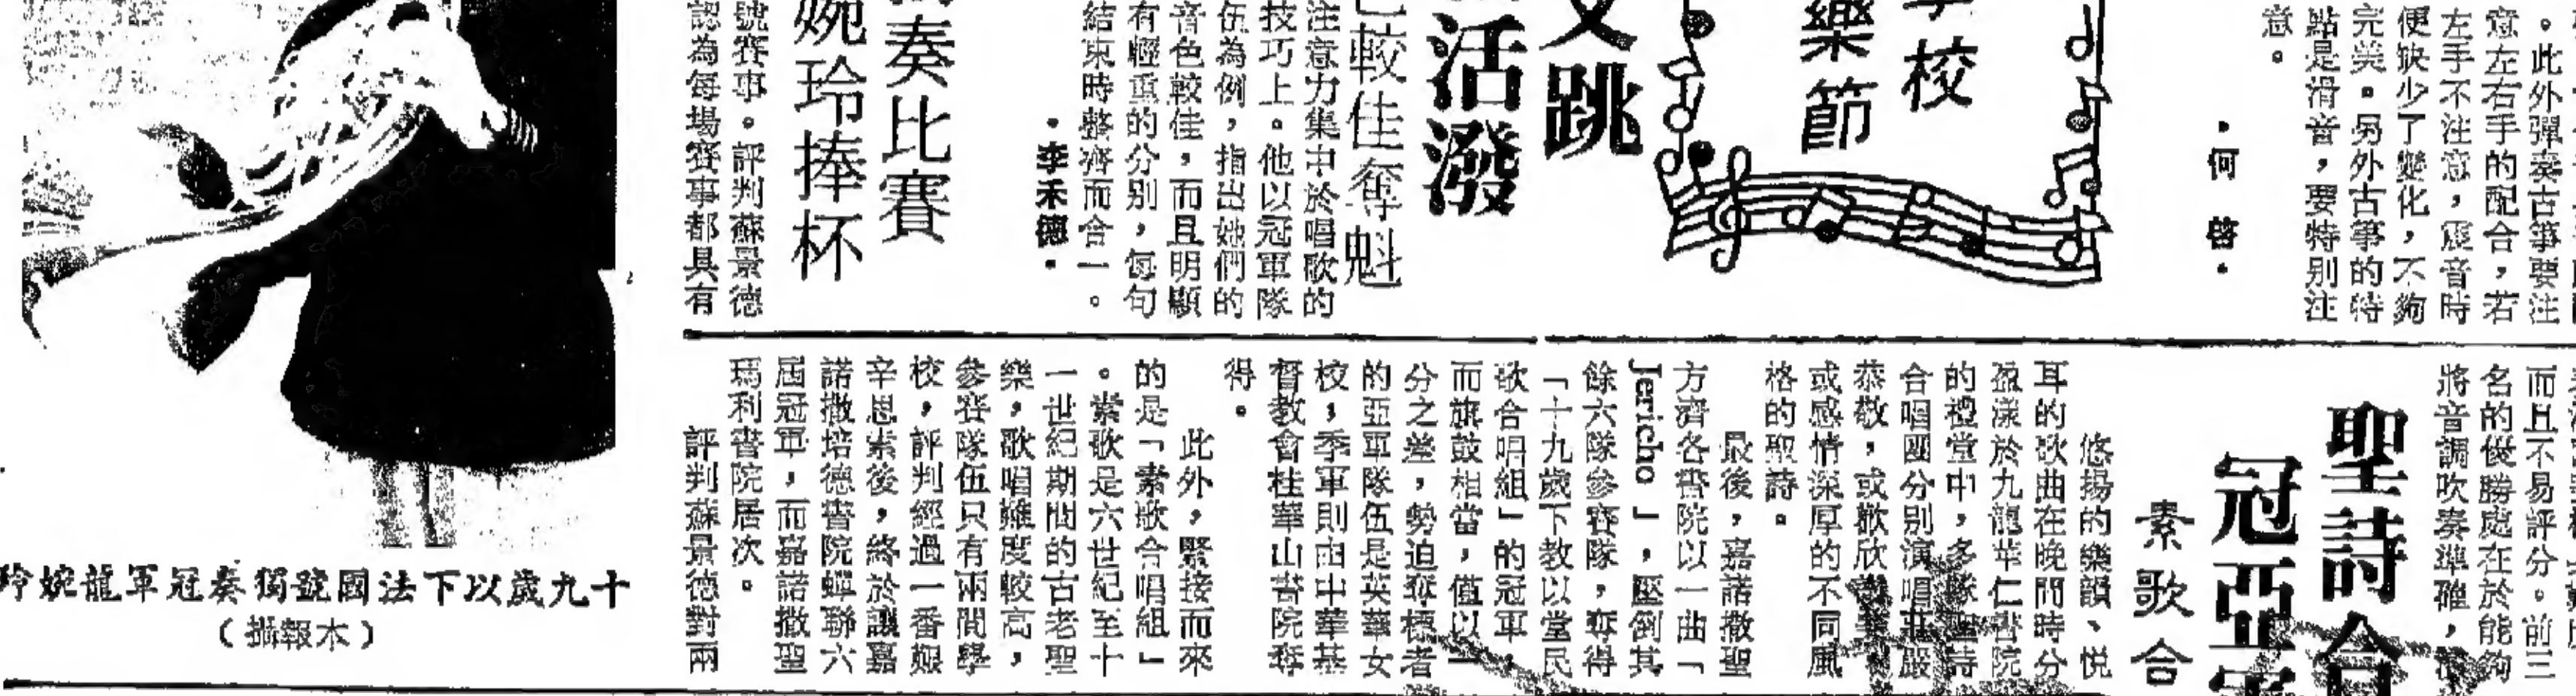 。此外彈奏古箏要注
意左右手的配合，若
左手不注意，震音時
便缺少了變化，不夠
完美。另外古箏的特
點是滑音，要特別注
意。
·何啓·
校
樂節
又跳
活潑
較佳奪魁
注意力集中於唱歌的
技巧上。他以冠軍隊
伍為例，指出她們的
音色較佳，而且明顯
有輕重的分別，每句
結束時整齊而合一。
·李禾德·
奏比賽
婉玲捧杯
號賽事。評判蘇景德
認為每場賽事都具有
而且不易評分。前三
名的優勝處在於能夠
將音調吹奏準確，
聖詩合
冠亞軍
素歌合
悠揚的樂韻、悦
耳的歌曲在晚間時分
盈漾於九龍華仁書院
的禮堂中，多隊聖詩
合唱團分別演唱莊嚴
恭敬，或歡欣
或感情深厚的不同風
格的聖詩。
最後，嘉諾撒聖
方濟各書院以一曲「
Jericho」，壓倒其
餘六隊參賽隊，奪得
「十九歲下教以堂民
歌合唱組」的冠軍，
而旗鼓相當，值以一
分之差，勢迫奪標者
的亞軍隊伍是英華女
校，季軍則由中華基
督教會桂華山書院奪
得。
此外，緊接而來
的是「素歌合唱組」
。素歌是六世紀至十
一世紀期間的古老聖
樂，歌唱難度較高，
參賽隊伍只有兩間學
校，評判經過一番艱
辛思索後，終於讓嘉
諾撒培德書院蟬聯六
屆冠軍，而嘉諾撒聖
瑪利書院居次。
評判蘇景德對兩
十九歲以下法國號獨奏冠軍龍婉玲
（本報攝）